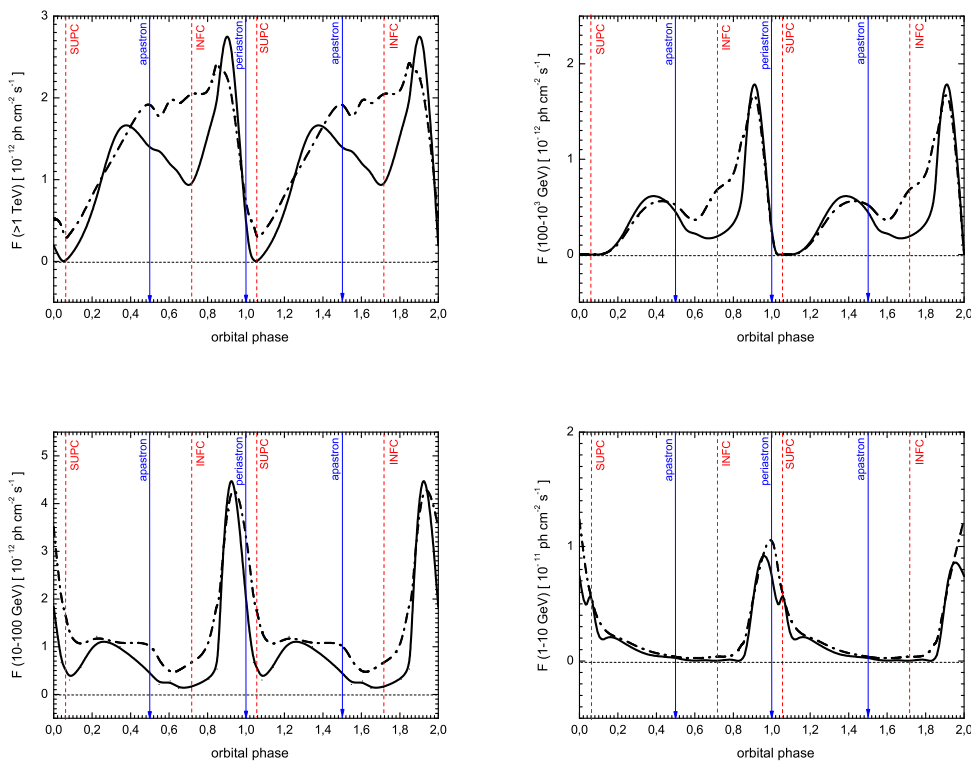 F (>1 TeV) [ 10⁻¹² ph cm⁻² s⁻¹ ]
3
2
1
0
SUPC
apastron
INFC
periastron
SUPC
apastron
INFC
0,0 0,2 0,4 0,6 0,8 1,0 1,2 1,4 1,6 1,8 2,0
orbital phase
F (100-10³ GeV) [ 10⁻¹² ph cm⁻² s⁻¹ ]
2
1
0
SUPC
apastron
INFC
periastron
SUPC
apastron
INFC
0,0 0,2 0,4 0,6 0,8 1,0 1,2 1,4 1,6 1,8 2,0
orbital phase
F (10-100 GeV) [ 10⁻¹² ph cm⁻² s⁻¹ ]
5
4
3
2
1
0
SUPC
apastron
INFC
periastron
SUPC
apastron
INFC
0,0 0,2 0,4 0,6 0,8 1,0 1,2 1,4 1,6 1,8 2,0
orbital phase
F (1-10 GeV) [ 10⁻¹¹ ph cm⁻² s⁻¹ ]
2
1
0
SUPC
apastron
INFC
periastron
SUPC
apastron
INFC
0,0 0,2 0,4 0,6 0,8 1,0 1,2 1,4 1,6 1,8 2,0
orbital phase